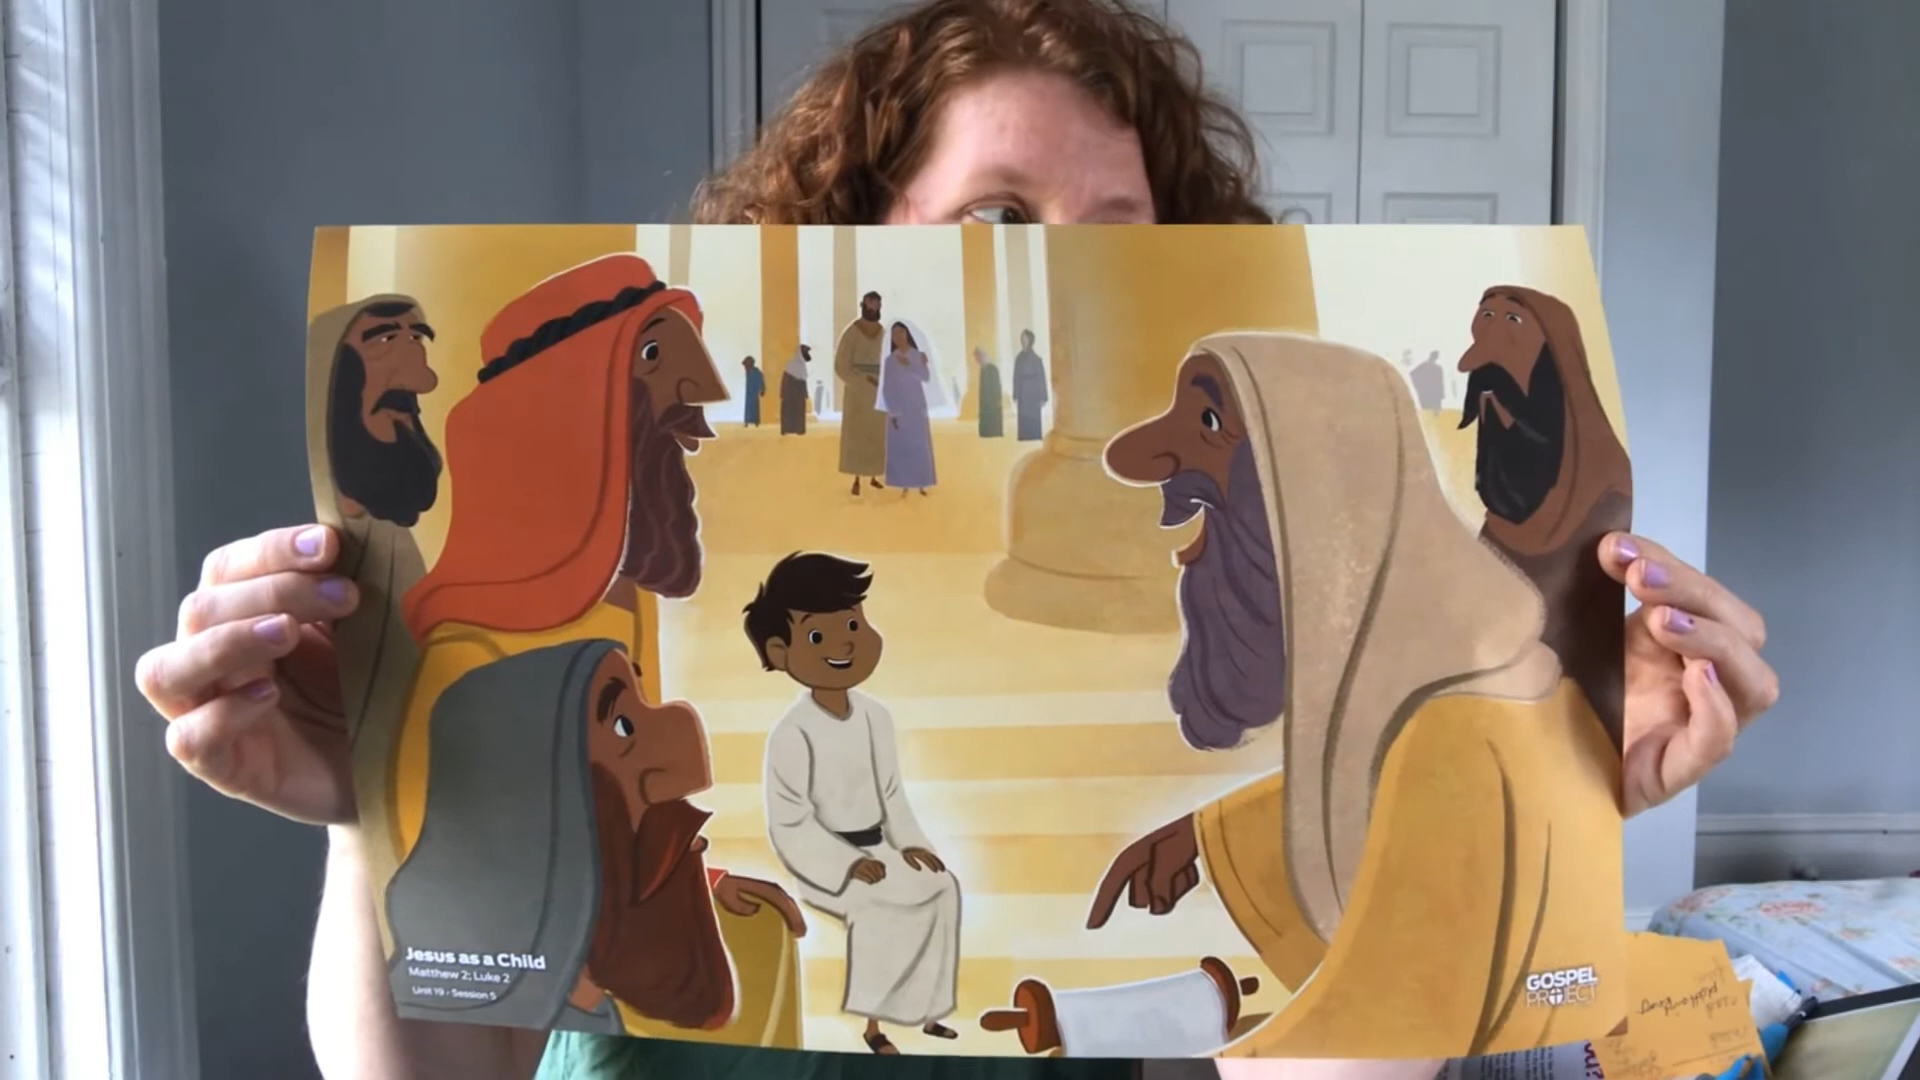 Jesus as a Child
Matthew 2; Luke 2
Unit 19 • Session 5
GOSPEL
PROJECT